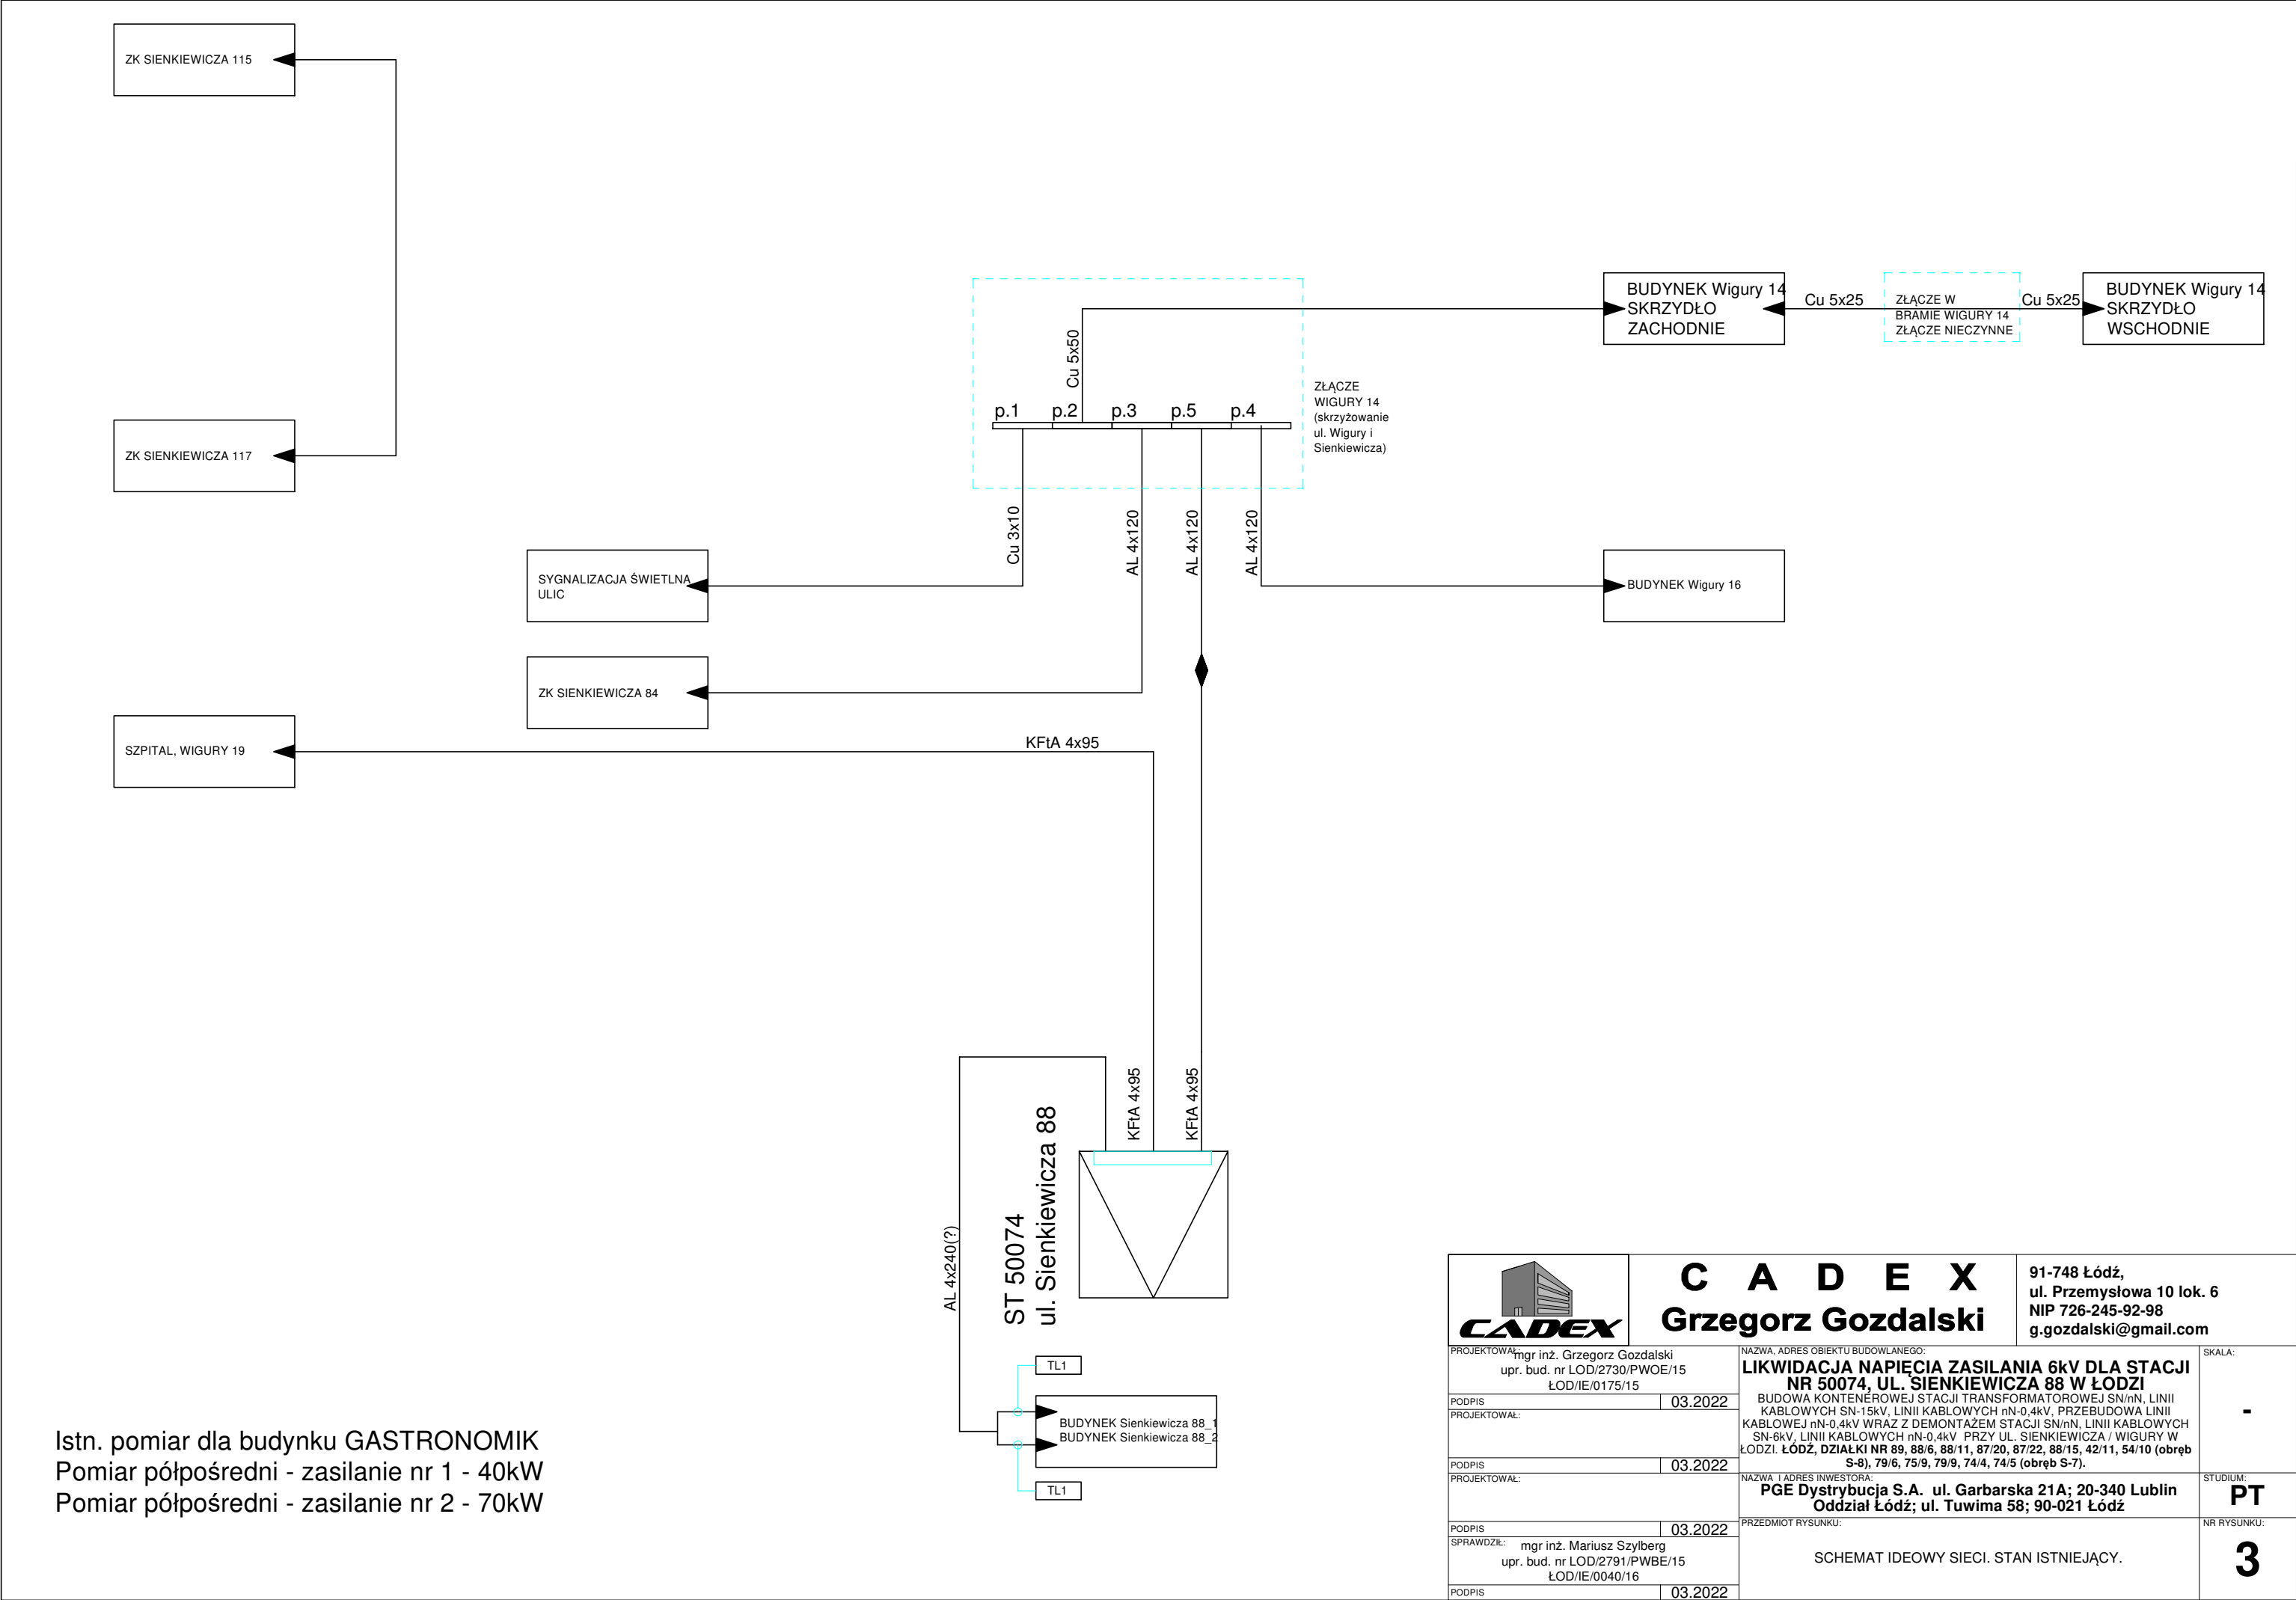 ZK SIENKIEWICZA 115
ZK SIENKIEWICZA 117
BUDYNEK Wigury 14
SKRZYDŁO
ZACHODNIE
Cu 5x25
ZŁĄCZE W
BRAMIE WIGURY 14
ZŁĄCZE NIECZYNNE
Cu 5x25
BUDYNEK Wigury 14
SKRZYDŁO
WSCHODNIE
Cu 5x50
p.1
p.2
p.3
p.5
p.4
ZŁĄCZE
WIGURY 14
(skrzyżowanie
ul. Wigury i
Sienkiewicza)
Cu 3x10
AL 4x120
AL 4x120
AL 4x120
SYGNALIZACJA ŚWIETLNA
ULIC
BUDYNEK Wigury 16
ZK SIENKIEWICZA 84
SZPITAL, WIGURY 19
KFtA 4x95
KFtA 4x95
KFtA 4x95
AL 4x240(?)
ST 50074
ul. Sienkiewicza 88
TL1
BUDYNEK Sienkiewicza 88_1
BUDYNEK Sienkiewicza 88_2
TL1
Istn. pomiar dla budynku GASTRONOMIK
Pomiar półpośredni - zasilanie nr 1 - 40kW
Pomiar półpośredni - zasilanie nr 2 - 70kW
CADEX
C A D E X
Grzegorz Gozdalski
91-748 Łódź,
ul. Przemysłowa 10 lok. 6
NIP 726-245-92-98
g.gozdalski@gmail.com
PROJEKTOWAŁ:
mgr inż. Grzegorz Gozdalski
upr. bud. nr LOD/2730/PWOE/15
ŁOD/IE/0175/15
PODPIS
03.2022
PROJEKTOWAŁ:
PODPIS
03.2022
PROJEKTOWAŁ:
PODPIS
03.2022
SPRAWDZIŁ:
mgr inż. Mariusz Szylberg
upr. bud. nr LOD/2791/PWBE/15
ŁOD/IE/0040/16
PODPIS
03.2022
NAZWA, ADRES OBIEKTU BUDOWLANEGO:
LIKWIDACJA NAPIĘCIA ZASILANIA 6kV DLA STACJI
NR 50074, UL. SIENKIEWICZA 88 W ŁODZI
BUDOWA KONTENEROWEJ STACJI TRANSFORMATOROWEJ SN/nN, LINII
KABLOWYCH SN-15kV, LINII KABLOWYCH nN-0,4kV, PRZEBUDOWA LINII
KABLOWEJ nN-0,4kV WRAZ Z DEMONTAŻEM STACJI SN/nN, LINII KABLOWYCH
SN-6kV, LINII KABLOWYCH nN-0,4kV PRZY UL. SIENKIEWICZA / WIGURY W
ŁODZI. ŁÓDŹ, DZIAŁKI NR 89, 88/6, 88/11, 87/20, 87/22, 88/15, 42/11, 54/10 (obręb
S-8), 79/6, 75/9, 79/9, 74/4, 74/5 (obręb S-7).
SKALA:
-
NAZWA I ADRES INWESTORA:
PGE Dystrybucja S.A. ul. Garbarska 21A; 20-340 Lublin
Oddział Łódź; ul. Tuwima 58; 90-021 Łódź
STUDIUM:
PT
PRZEDMIOT RYSUNKU:
SCHEMAT IDEOWY SIECI. STAN ISTNIEJĄCY.
NR RYSUNKU:
3